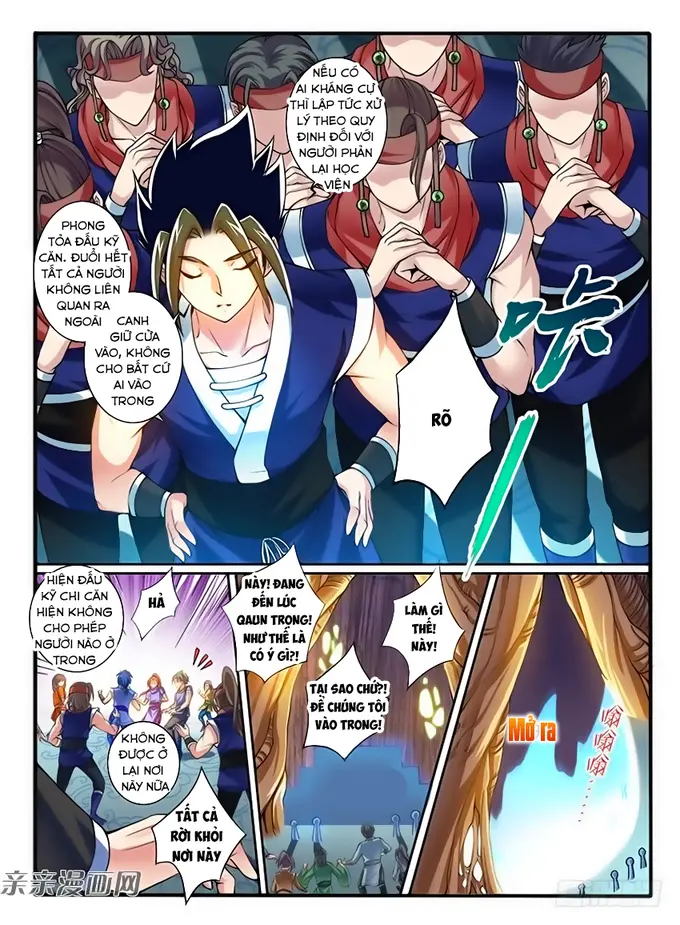 NẾU CÓ
AI KHÁNG CỰ
THÌ LẬP TỨC XỬ
LÝ THEO QUY
ĐỊNH ĐỐI VỚI
NGƯỜI PHẢN
LẠI HỌC
VIỆN
PHONG
TỎA ĐẤU KỸ
CĂN. ĐUỔI HẾT
TẤT CẢ NGƯỜI
KHÔNG LIÊN
QUAN RA
NGOÀI
CANH
GIỮ CỬA
VÀO, KHÔNG
CHO BẤT CỨ
AI VÀO
TRONG
咔
RÕ
HIỆN ĐẤU
KỸ CHI CĂN
HIỆN KHÔNG
CHO PHÉP
NGƯỜI NÀO Ở
TRONG
HẢ
KHÔNG
ĐƯỢC Ở
LẠI NƠI
NÀY NỮA
TẤT CẢ
RỜI KHỎI
NƠI NÀY
NÀY! ĐANG
ĐẾN LÚC
QAUN TRỌNG!
NHƯ THẾ LÀ
CÓ Ý GÌ?!
LÀM GÌ
THẾ! NÀY!
TẠI SAO CHỨ?!
ĐỂ CHÚNG TÔI
VÀO TRONG!
Mở ra
嗡嗡嗡……
亲亲漫画网